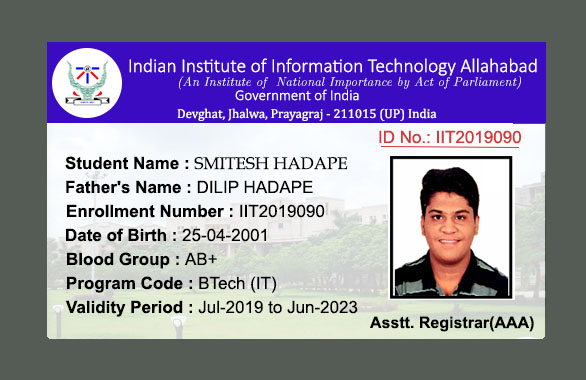 Indian Institute of Information Technology Allahabad
(An Institute of National Importance by Act of Parliament)
Government of India
Devghat, Jhalwa, Prayagraj - 211015 (UP) India
ID No.: IIT2019090
Student Name : SMITESH HADAPE
Father's Name : DILIP HADAPE
Enrollment Number : IIT2019090
Date of Birth : 25-04-2001
Blood Group : AB+
Program Code : BTech (IT)
Validity Period : Jul-2019 to Jun-2023
Asstt. Registrar(AAA)